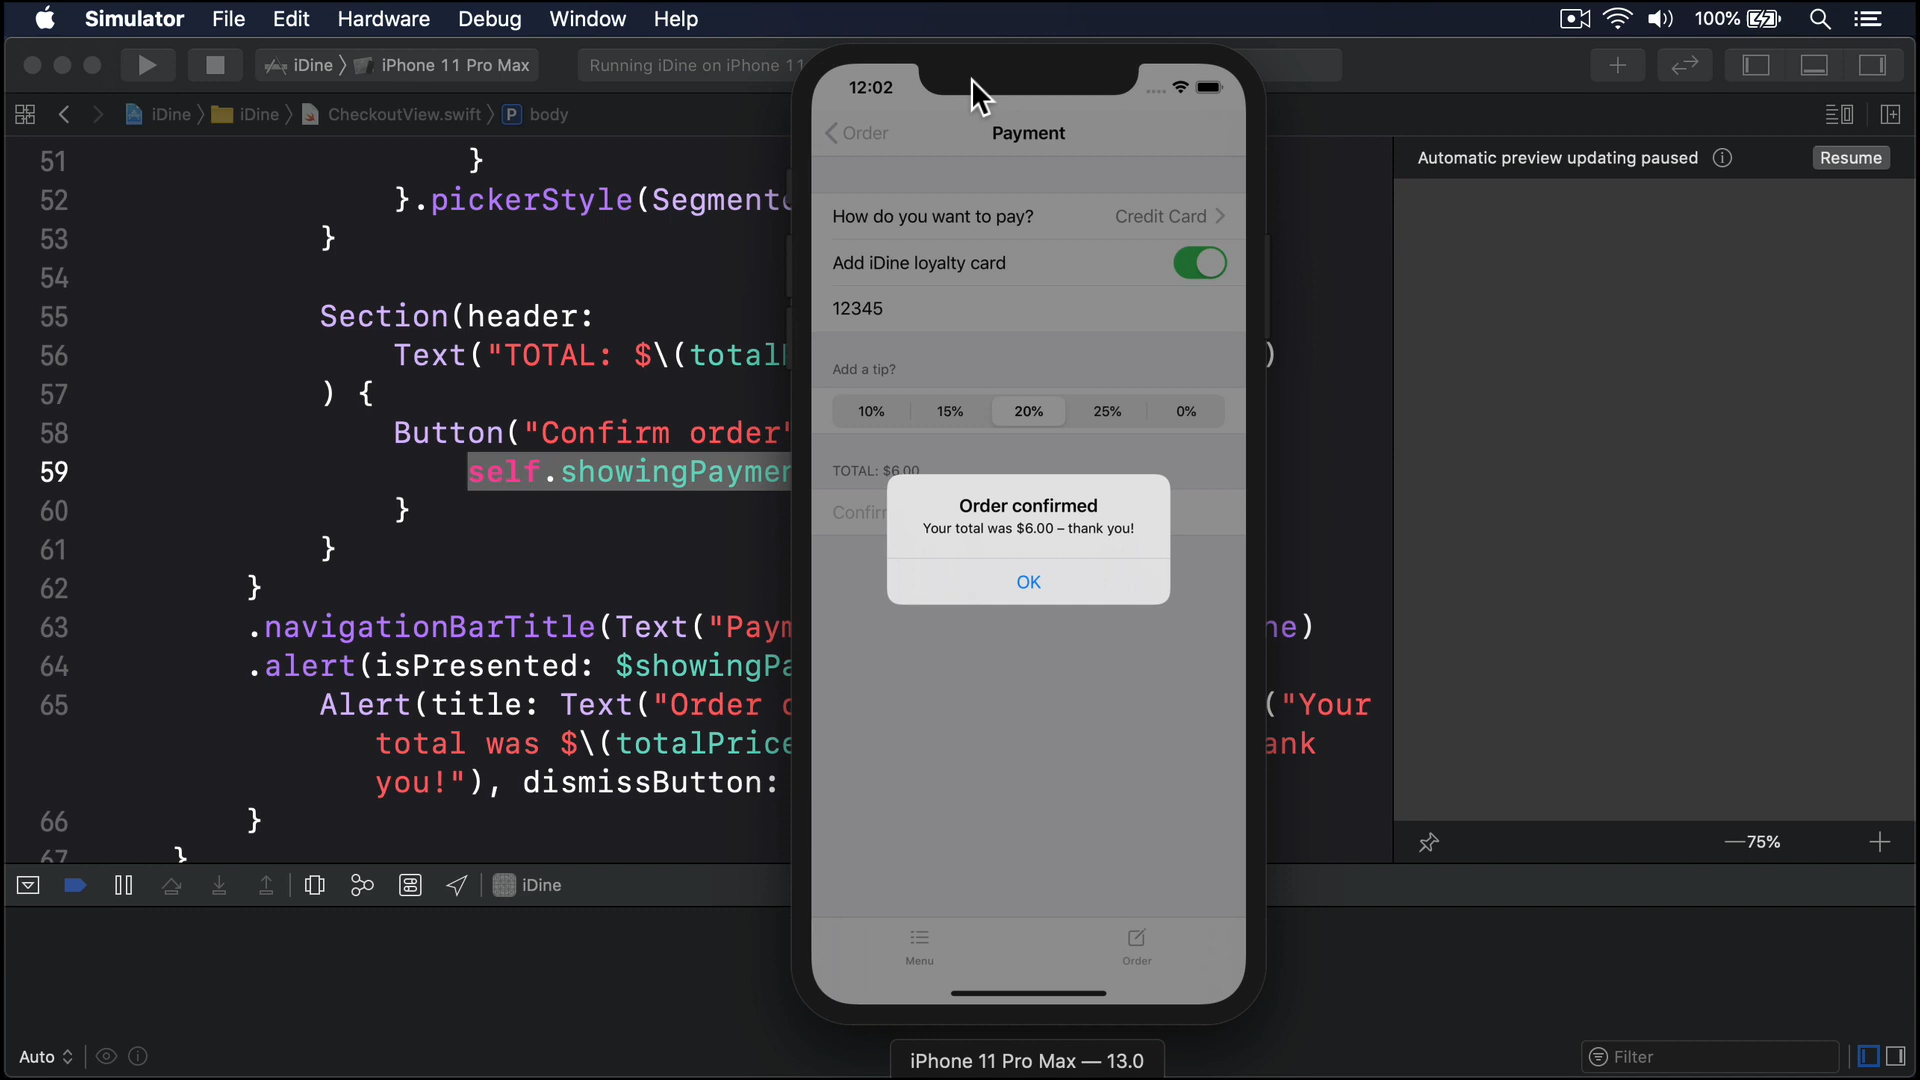 Simulator File Edit Hardware Debug Window Help 100%
iDine iPhone 11 Pro Max Running iDine on iPhone 11
iDine iDine CheckoutView.swift P body
Automatic preview updating paused Resume
51 }
52 }.pickerStyle(Segment
53 }
54
55 Section(header:
56 Text("TOTAL: $\(total )
57 ) {
58 Button("Confirm order"
59 self.showingPaymen
60 }
61 }
62 }
63 .navigationBarTitle(Text("Paym ne)
64 .alert(isPresented: $showingPa
65 Alert(title: Text("Order ("Your
total was $\(totalPrice ank
you!"), dismissButton:
66 }
67 }
12:02
Order Payment
How do you want to pay? Credit Card
Add iDine loyalty card
12345
Add a tip?
10% 15% 20% 25% 0%
TOTAL: $6.00
Confir
Order confirmed
Your total was $6.00 – thank you!
OK
Menu Order
75%
iDine
Auto
iPhone 11 Pro Max — 13.0
Filter